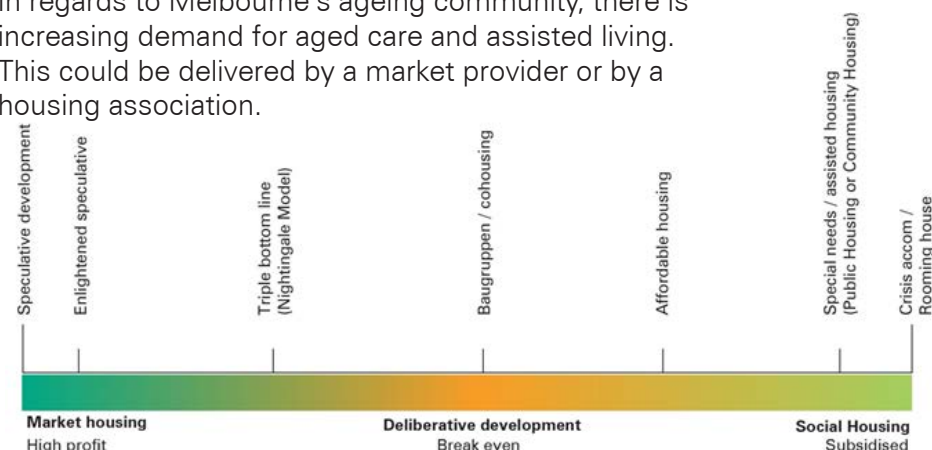 In regards to Melbourne's ageing community, there is
increasing demand for aged care and assisted living.
This could be delivered by a market provider or by a
housing association.
Speculative development
Enlightened speculative
Triple bottom line
(Nightingale Model)
Baugruppen / cohousing
Affordable housing
Special needs / assisted housing
(Public Housing or Community Housing)
Crisis accom /
Rooming house
Market housing
High profit
Deliberative development
Break even
Social Housing
Subsidised